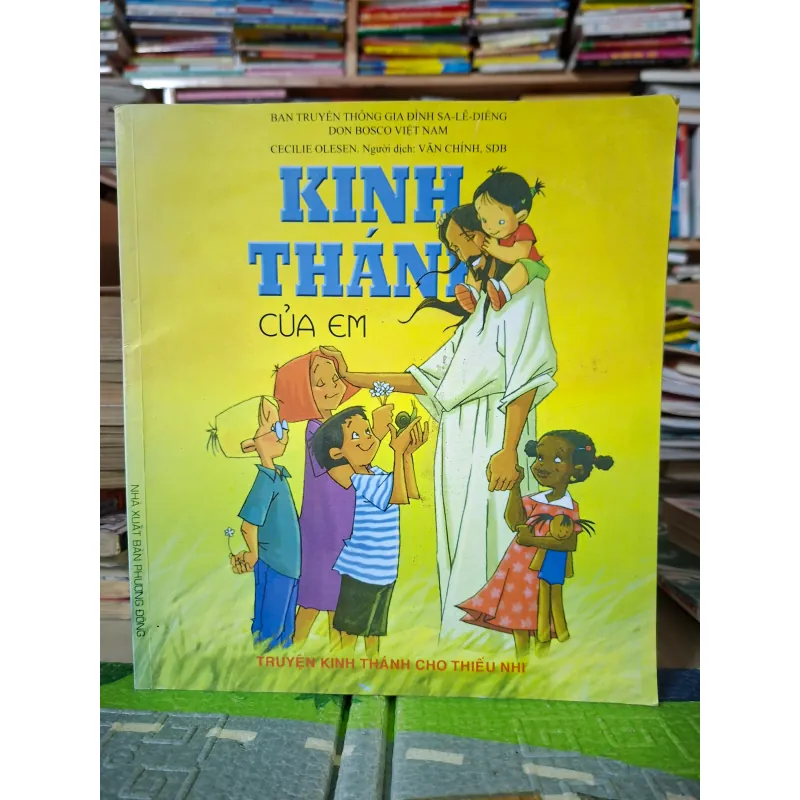 BAN TRUYỀN THÔNG GIA ĐÌNH SA-LÊ-DIÊNG
DON BOSCO VIỆT NAM
CECILIE OLESEN. Người dịch: VĂN CHÍNH, SDB
KINH
THÁNH
CỦA EM
NHÀ XUẤT BẢN PHƯƠNG ĐÔNG
TRUYỆN KINH THÁNH CHO THIẾU NHI